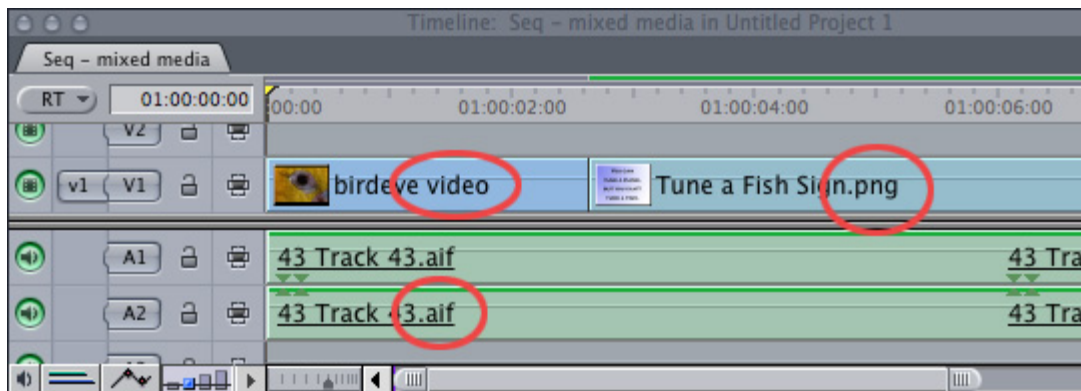 Timeline: Seq – mixed media in Untitled Project 1
Seq – mixed media
RT 01:00:00:00 00:00 01:00:02:00 01:00:04:00 01:00:06:00
V2
v1 V1 birdeye video Tune a Fish Sign.png
A1 43 Track 43.aif 43 Tra
A2 43 Track 43.aif 43 Tra